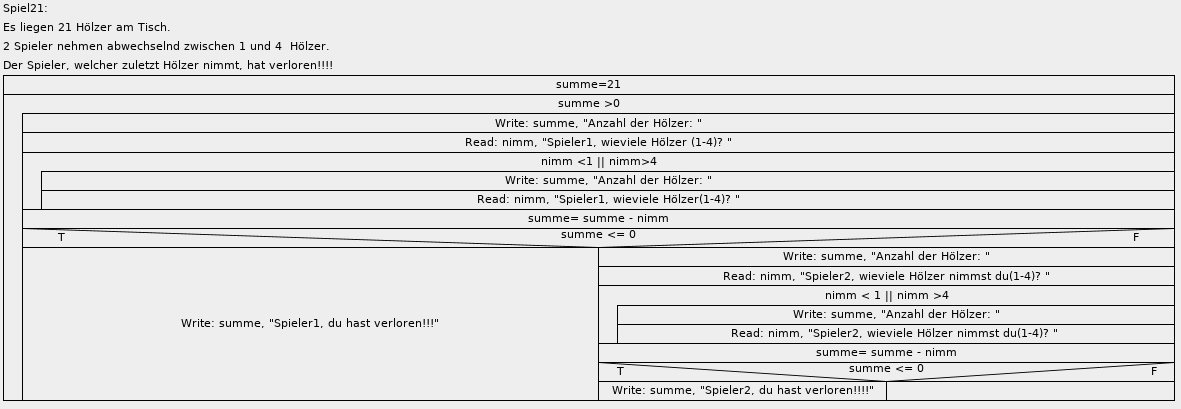 Spiel21:
Es liegen 21 Hölzer am Tisch.
2 Spieler nehmen abwechselnd zwischen 1 und 4  Hölzer.
Der Spieler, welcher zuletzt Hölzer nimmt, hat verloren!!!!
summe=21
summe >0
Write: summe, "Anzahl der Hölzer: "
Read: nimm, "Spieler1, wieviele Hölzer (1-4)? "
nimm <1 || nimm>4
Write: summe, "Anzahl der Hölzer: "
Read: nimm, "Spieler1, wieviele Hölzer(1-4)? "
summe= summe - nimm
summe <= 0
T
F
Write: summe, "Spieler1, du hast verloren!!!"
Write: summe, "Anzahl der Hölzer: "
Read: nimm, "Spieler2, wieviele Hölzer nimmst du(1-4)? "
nimm < 1 || nimm >4
Write: summe, "Anzahl der Hölzer: "
Read: nimm, "Spieler2, wieviele Hölzer nimmst du(1-4)? "
summe= summe - nimm
summe <= 0
T
F
Write: summe, "Spieler2, du hast verloren!!!!"